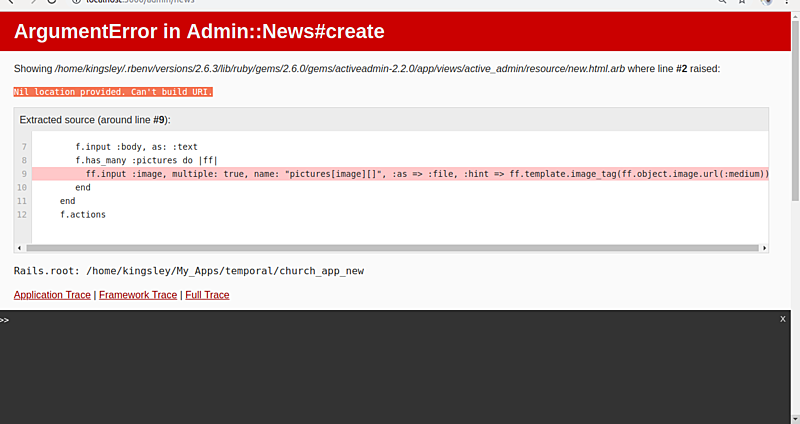 localhost:3000/admin/news
ArgumentError in Admin::News#create
Showing /home/kingsley/.rbenv/versions/2.6.3/lib/ruby/gems/2.6.0/gems/activeadmin-2.2.0/app/views/active_admin/resource/new.html.arb where line #2 raised:
Nil location provided. Can't build URI.
Extracted source (around line #9):
7 f.input :body, as: :text
8 f.has_many :pictures do |ff|
9 ff.input :image, multiple: true, name: "pictures[image][]", :as => :file, :hint => ff.template.image_tag(ff.object.image.url(:medium))
10 end
11 end
12 f.actions
Rails.root: /home/kingsley/My_Apps/temporal/church_app_new
Application Trace | Framework Trace | Full Trace
>> X